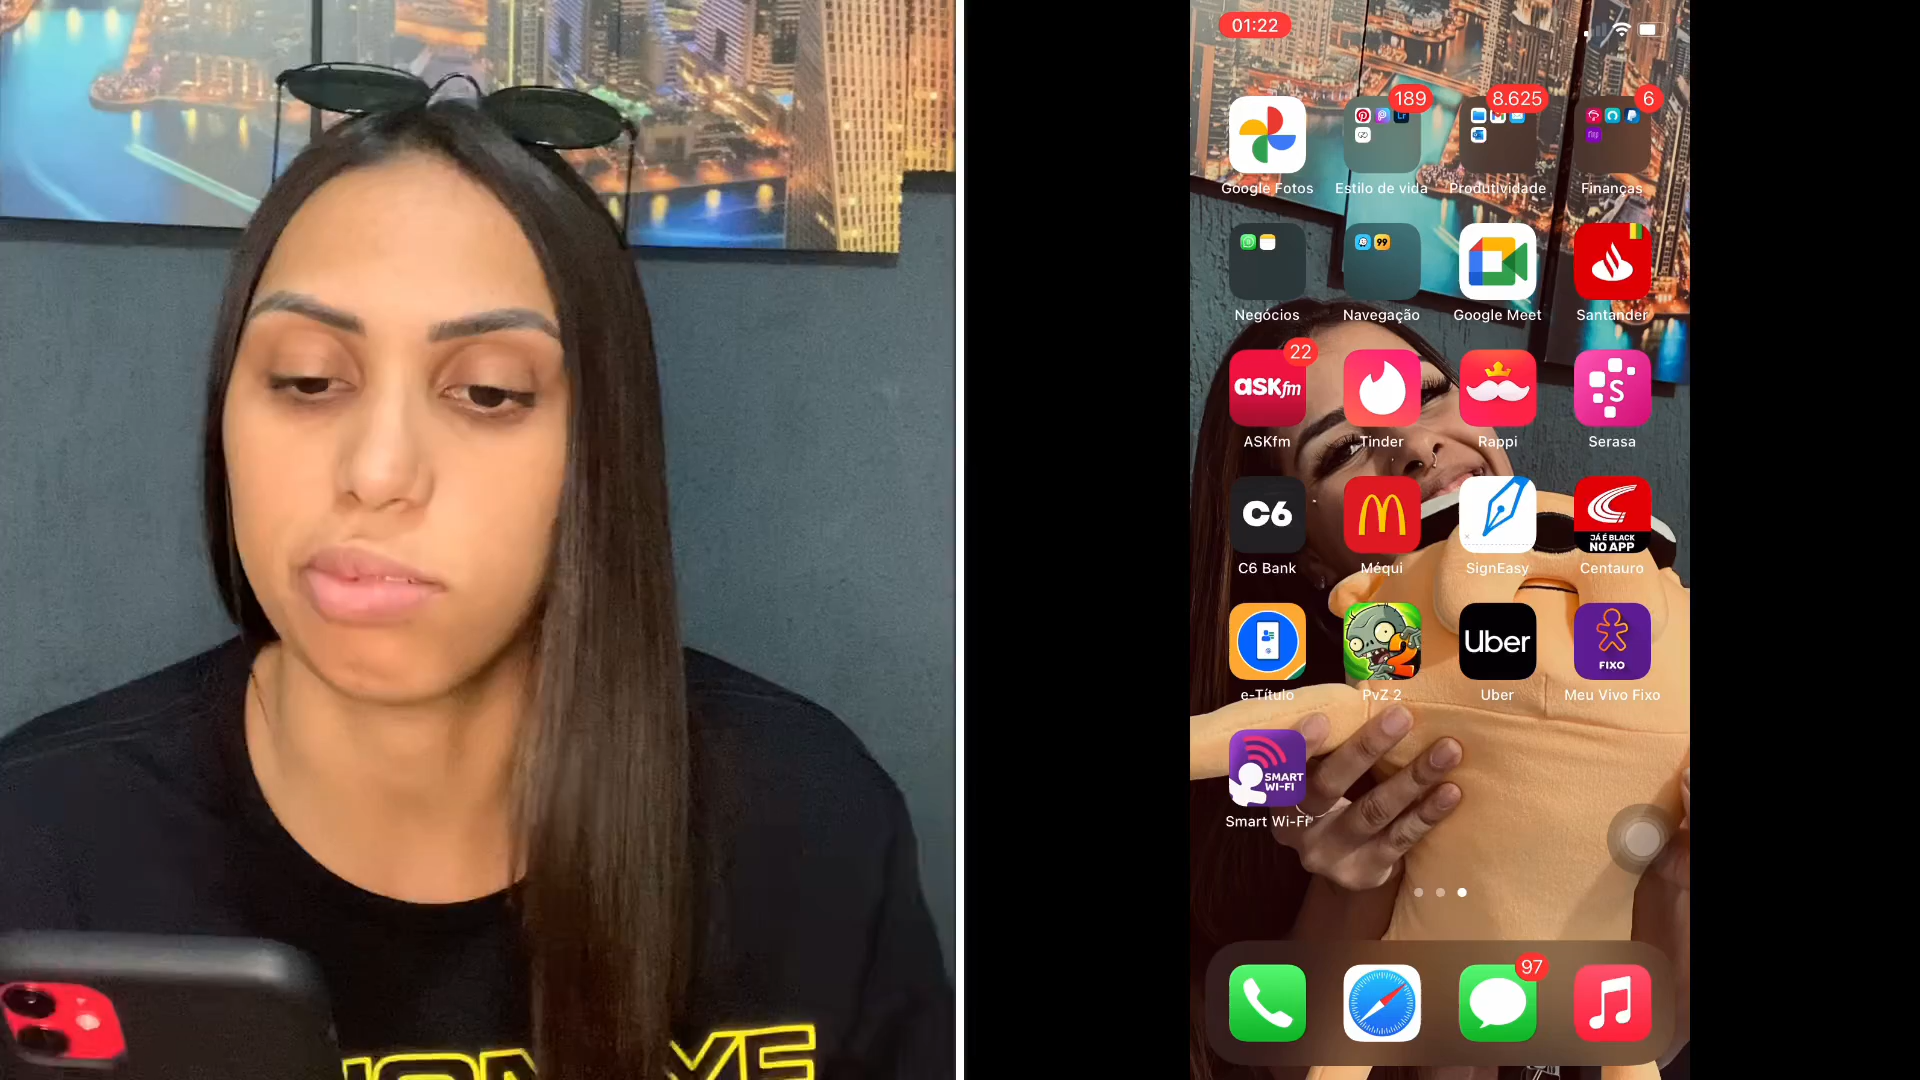 01:22
189
8.625
6
Google Fotos
Estilo de vida
Produtividade
Finanças
99
Negócios
Navegação
Google Meet
Santander
22
ASKfm
S
ASKfm
Tinder
Rappi
Serasa
C6
JÁ É BLACK
NO APP
C6 Bank
Méqui
SignEasy
Centauro
2
Uber
FIXO
e-Título
PvZ 2
Uber
Meu Vivo Fixo
SMART
WI-FI
Smart Wi-Fi
97